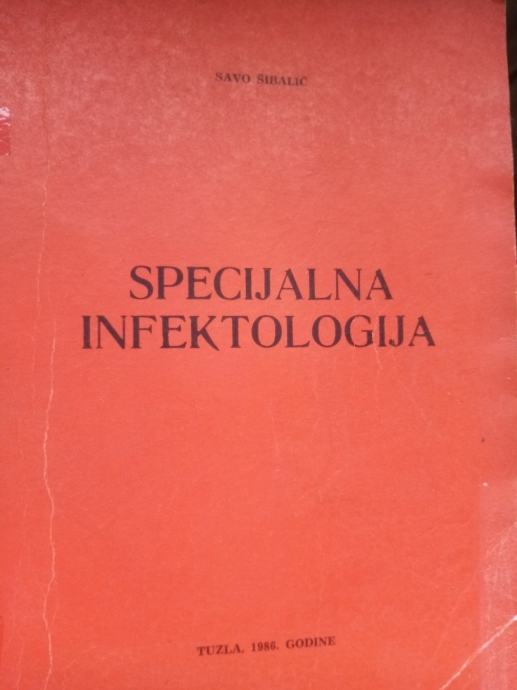 SAVO ŠIBALIĆ
SPECIJALNA
INFEKTOLOGIJA
TUZLA, 1986. GODINE